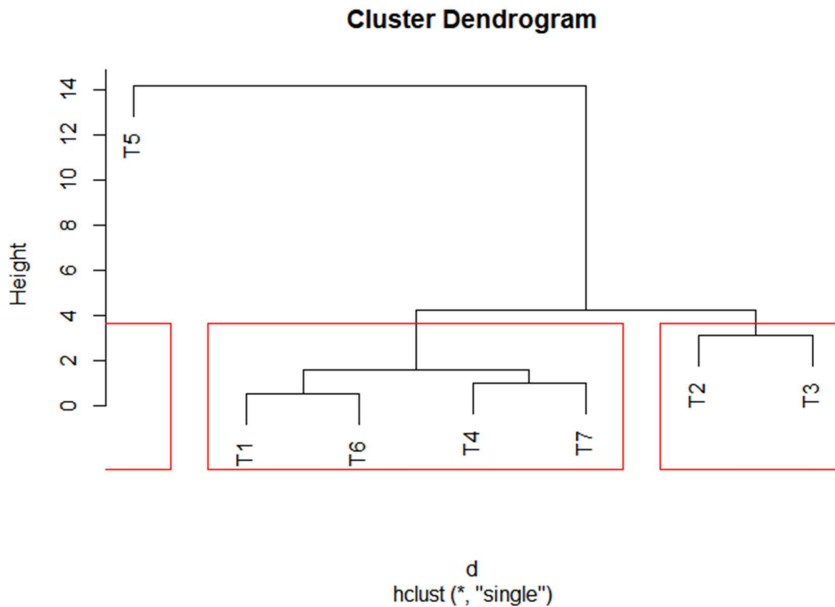 Cluster Dendrogram
Height
14
12
10
8
6
4
2
0
T5
T1
T6
T4
T7
T2
T3
d
hclust (*, "single")